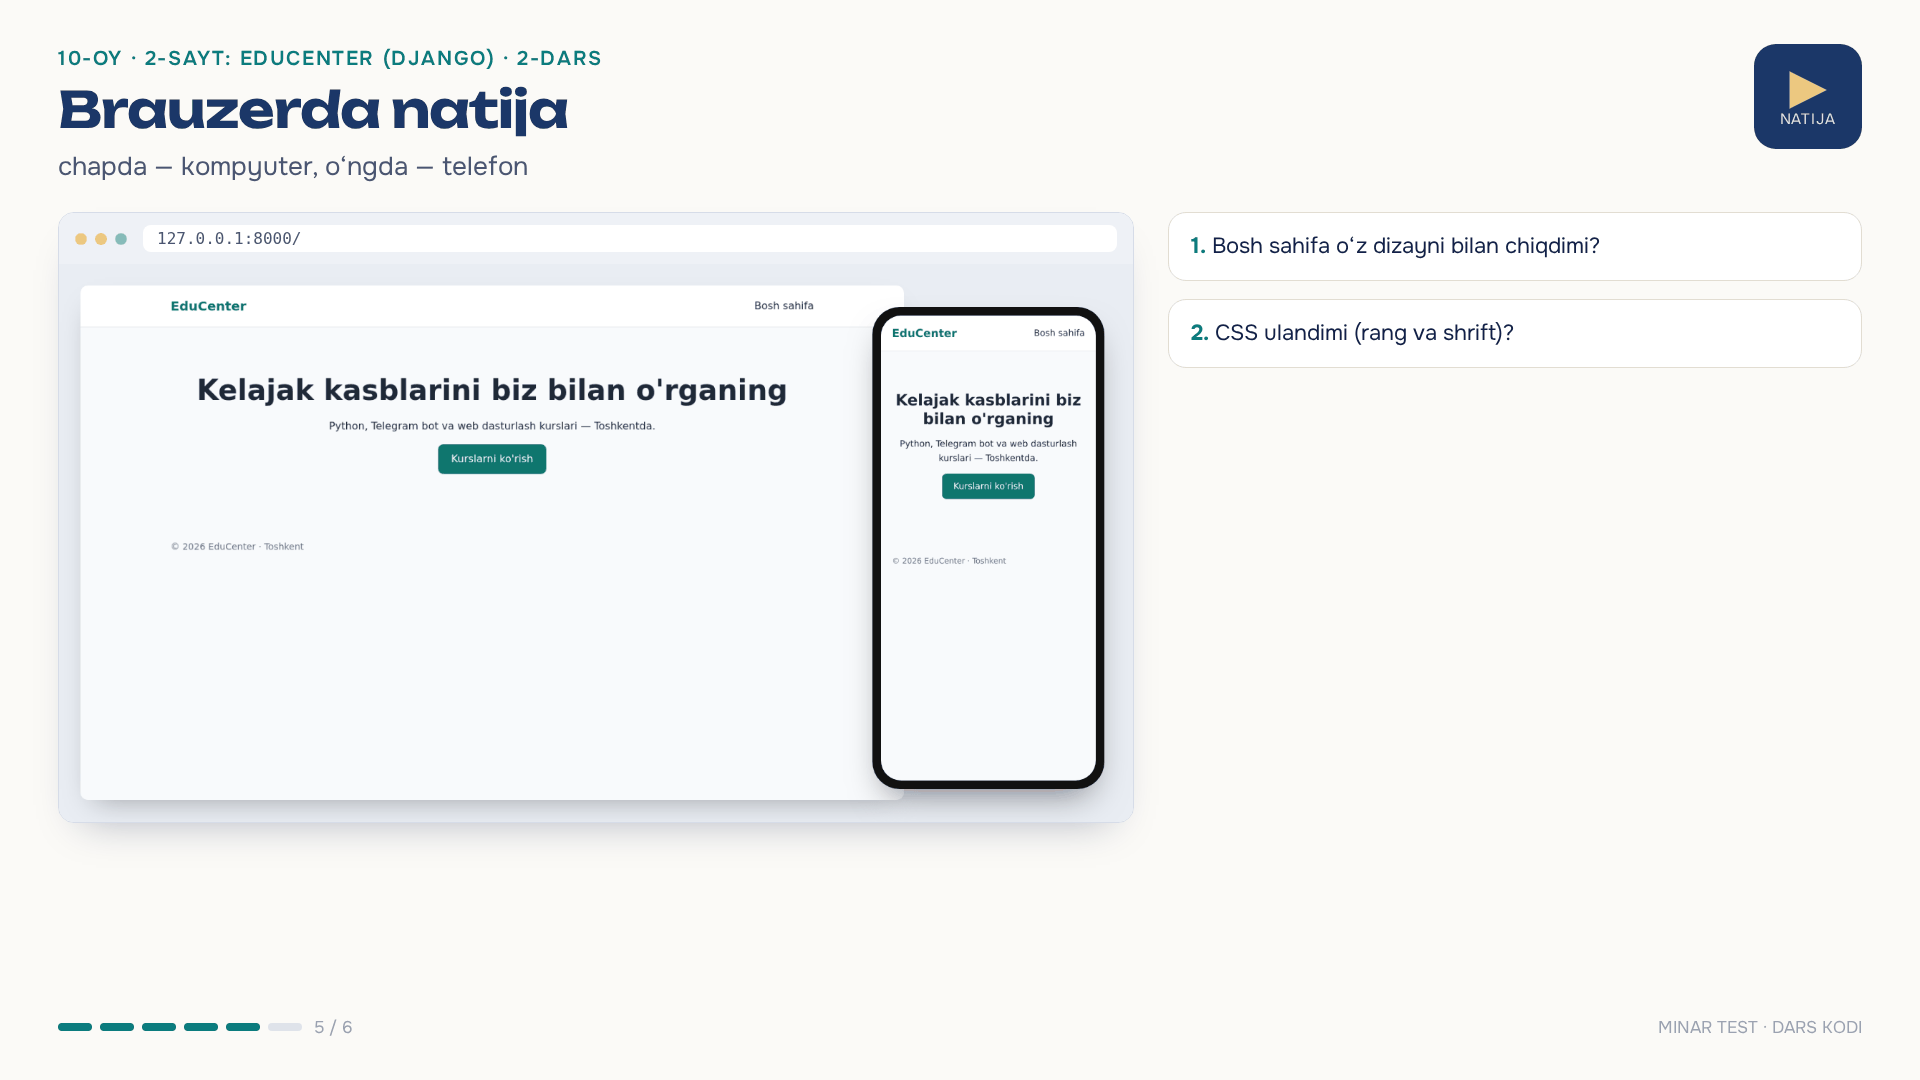 10-OY · 2-SAYT: EDUCENTER (DJANGO) · 2-DARS
Brauzerda natija
chapda — kompyuter, o‘ngda — telefon
NATIJA
127.0.0.1:8000/
EduCenter
Bosh sahifa
Kelajak kasblarini biz bilan o'rganing
Python, Telegram bot va web dasturlash kurslari — Toshkentda.
Kurslarni ko'rish
© 2026 EduCenter · Toshkent
EduCenter
Bosh sahifa
Kelajak kasblarini biz
bilan o'rganing
Python, Telegram bot va web dasturlash
kurslari — Toshkentda.
Kurslarni ko'rish
© 2026 EduCenter · Toshkent
1. Bosh sahifa o‘z dizayni bilan chiqdimi?
2. CSS ulandimi (rang va shrift)?
5 / 6
MINAR TEST · DARS KODI